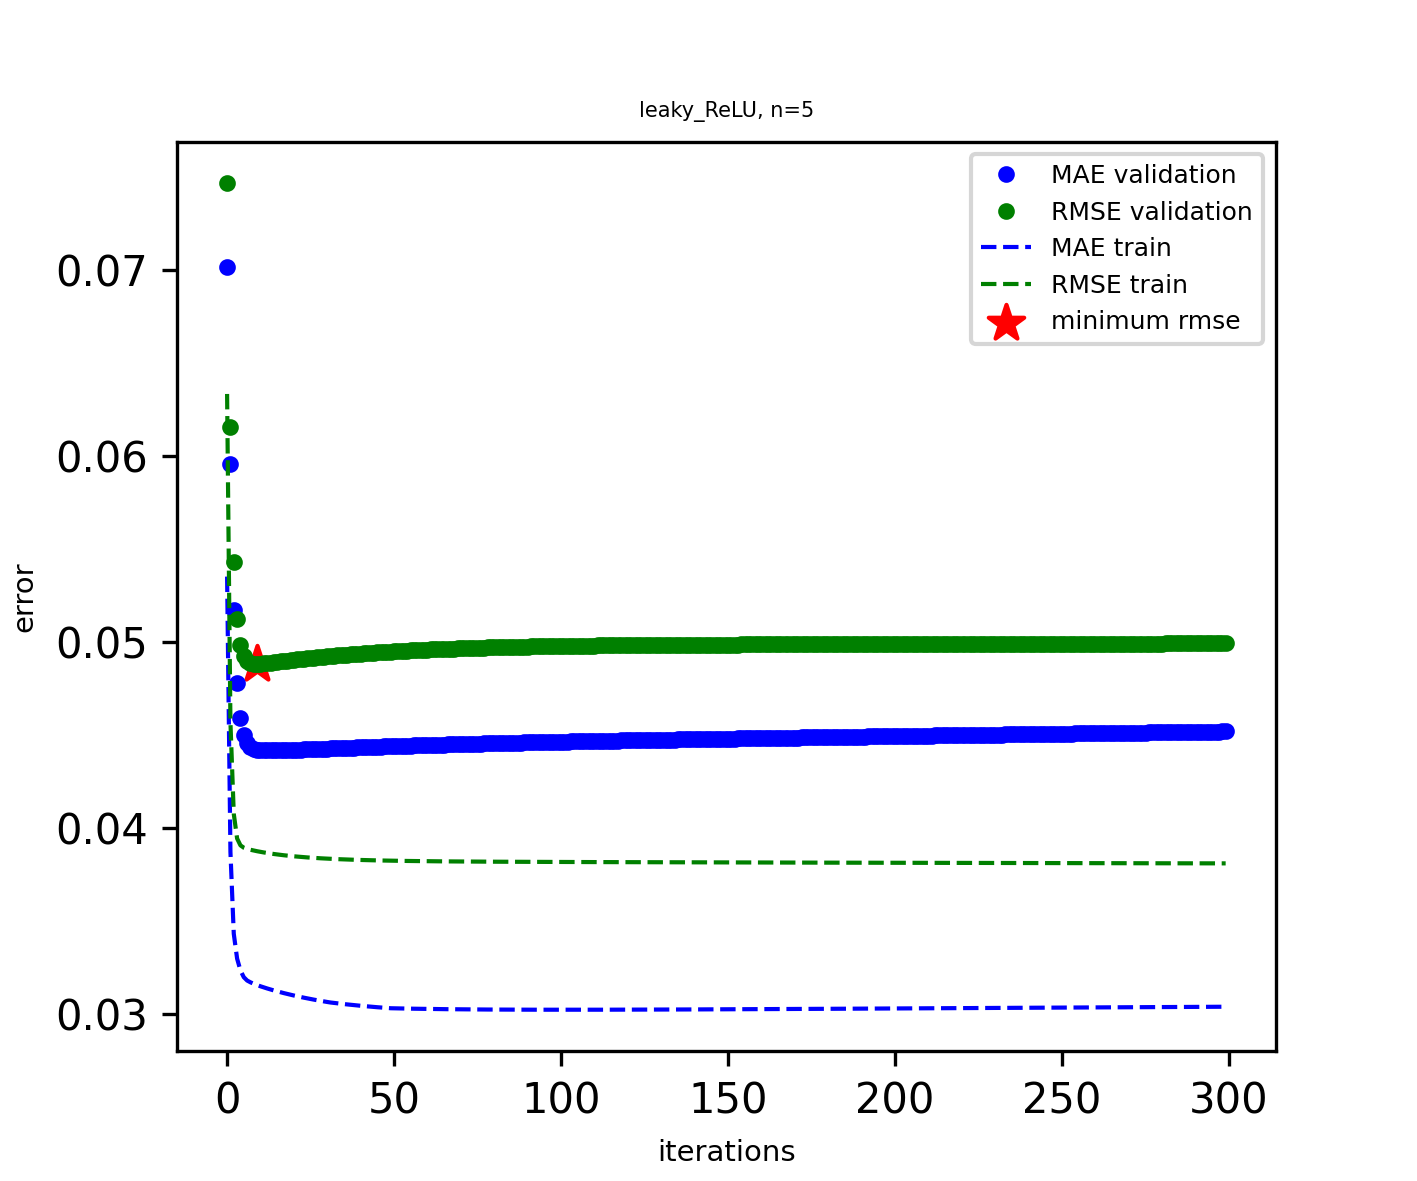 leaky_ReLU, n=5
MAE validation
RMSE validation
MAE train
RMSE train
minimum rmse
0.07
0.06
0.05
0.04
0.03
error
0 50 100 150 200 250 300
iterations